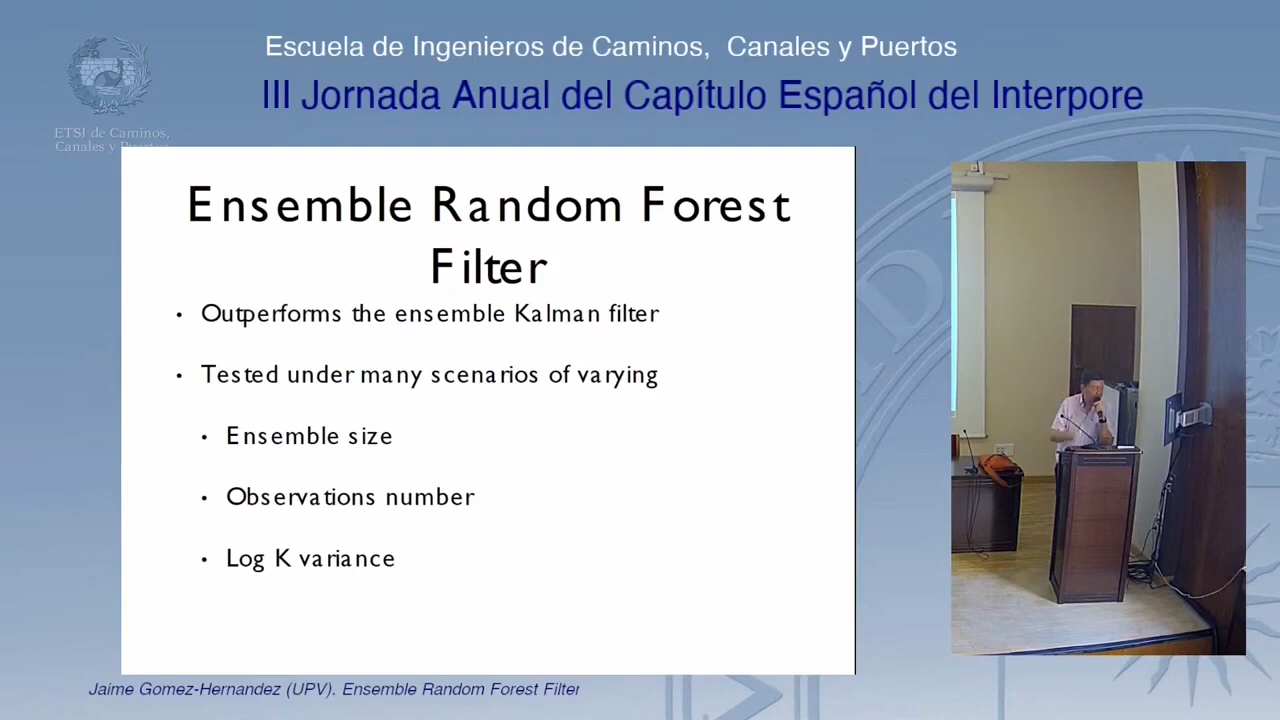 Escuela de Ingenieros de Caminos, Canales y Puertos
III Jornada Anual del Capítulo Español del Interpore
ETSI de Caminos,
Canales y Puertos
Ensemble Random Forest
Filter
• Outperforms the ensemble Kalman filter
• Tested under many scenarios of varying
• Ensemble size
• Observations number
• Log K variance
Jaime Gomez-Hernandez (UPV). Ensemble Random Forest Filter